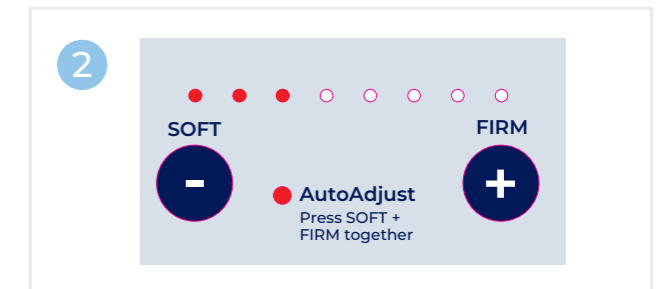 2
SOFT
FIRM
-
+
AutoAdjust
Press SOFT +
FIRM together